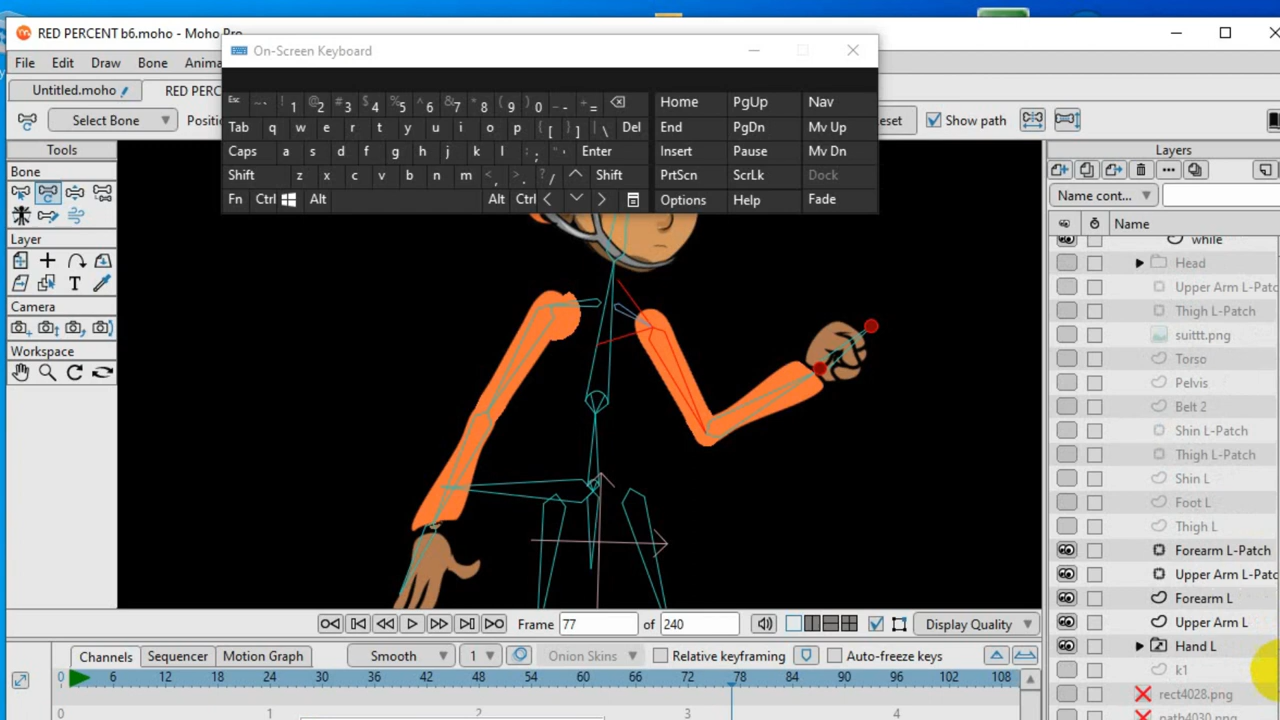 RED PERCENT b6.moho - Moho Pro
On-Screen Keyboard
File Edit Draw Bone Anima
Untitled.moho RED PERC
Select Bone Positi eset Show path
Esc ~ ` ! 1 @ 2 # 3 $ 4 % 5 ^ 6 & 7 * 8 ( 9 ) 0 _ - + = Home PgUp Nav
Tab q w e r t y u i o p { [ } ] | \ Del End PgDn Mv Up
Caps a s d f g h j k l : ; " ' Enter Insert Pause Mv Dn
Shift z x c v b n m < , > . ? / Shift PrtScn ScrLk Dock
Fn Ctrl Alt Alt Ctrl Options Help Fade
Tools
Bone
Layer
T
Camera
Workspace
Layers
Name cont...
Name
while
Head
Upper Arm L-Patc
Thigh L-Patch
suittt.png
Torso
Pelvis
Belt 2
Shin L-Patch
Thigh L-Patch
Shin L
Foot L
Thigh L
Forearm L-Patch
Upper Arm L-Patc
Forearm L
Upper Arm L
Hand L
k1
rect4028.png
path4030.png
Frame 77 of 240 Display Quality
Channels Sequencer Motion Graph Smooth 1 Onion Skins Relative keyframing Auto-freeze keys
0 6 12 18 24 30 36 42 48 54 60 66 72 78 84 90 96 102 108
0 1 2 3 4